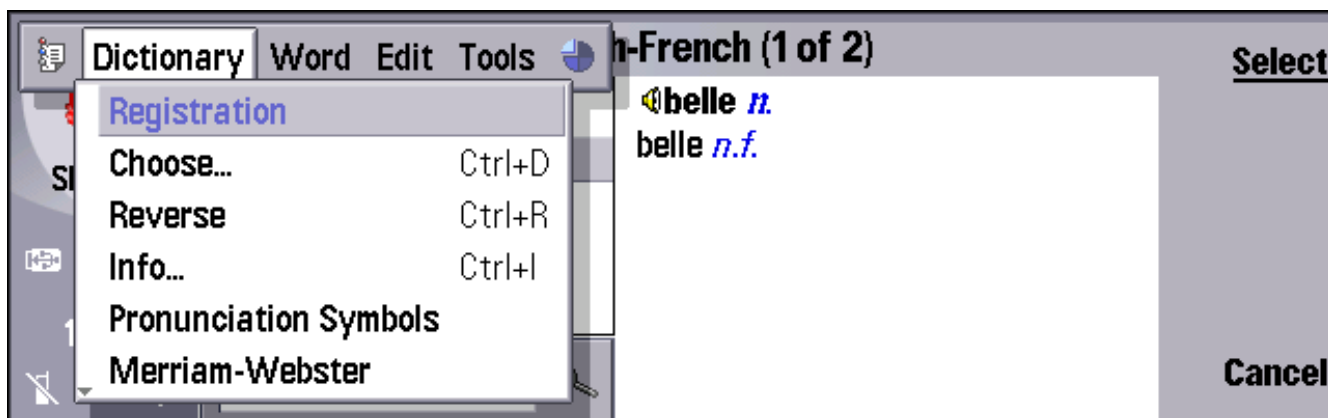 Dictionary Word Edit Tools
n-French (1 of 2)
Select
Registration
Choose... Ctrl+D
Reverse Ctrl+R
Info... Ctrl+I
Pronunciation Symbols
Merriam-Webster
belle n.
belle n.f.
Cancel